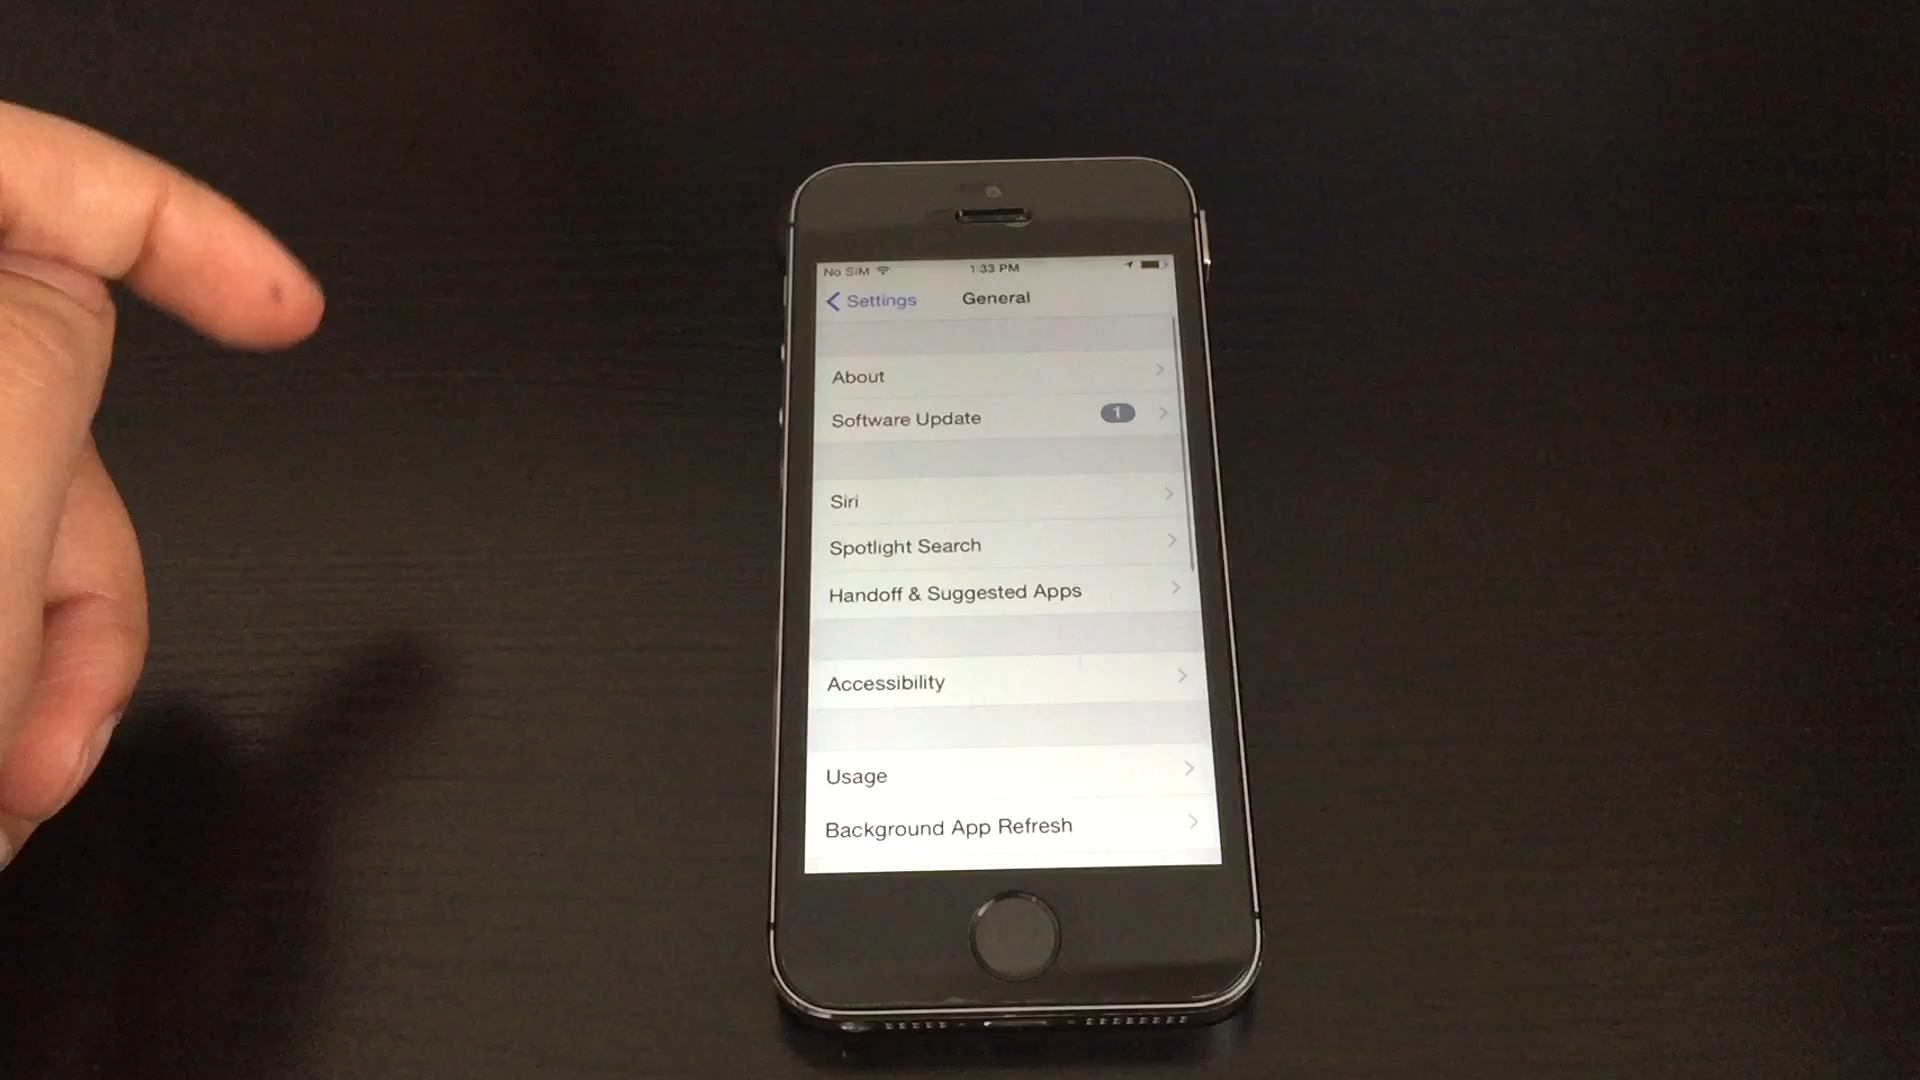 No SIM 1:33 PM
Settings General
About
Software Update 1
Siri
Spotlight Search
Handoff & Suggested Apps
Accessibility
Usage
Background App Refresh